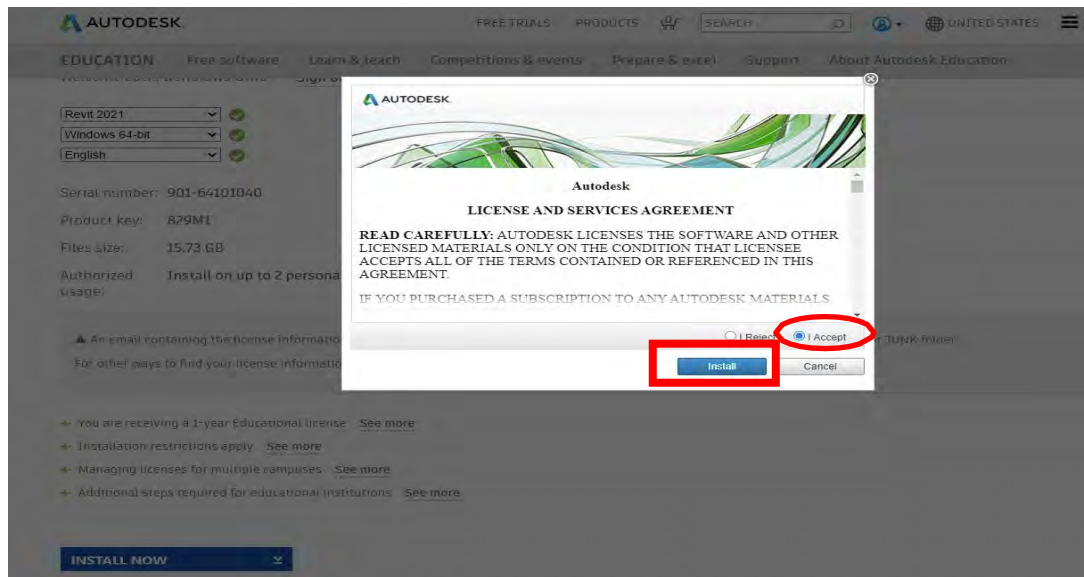 AUTODESK
FREE TRIALS PRODUCTS SEARCH UNITED STATES
EDUCATION Free software Learn & teach Competitions & events Prepare & excel Support About Autodesk Education
Revit 2021
Windows 64-bit
English
Serial number: 901-64101040
Product key: 829M1
Files size: 15.73 GB
Authorized usage: Install on up to 2 persona
An email containing the license informatio
r JUNK folder.
For other ways to find your license informatio
AUTODESK
Autodesk
LICENSE AND SERVICES AGREEMENT
READ CAREFULLY: AUTODESK LICENSES THE SOFTWARE AND OTHER
LICENSED MATERIALS ONLY ON THE CONDITION THAT LICENSEE
ACCEPTS ALL OF THE TERMS CONTAINED OR REFERENCED IN THIS
AGREEMENT.
IF YOU PURCHASED A SUBSCRIPTION TO ANY AUTODESK MATERIALS
I Reject I Accept
Install Cancel
You are receiving a 1-year Educational license See more
Installation restrictions apply See more
Managing licenses for multiple campuses See more
Additional steps required for educational institutions See more
INSTALL NOW